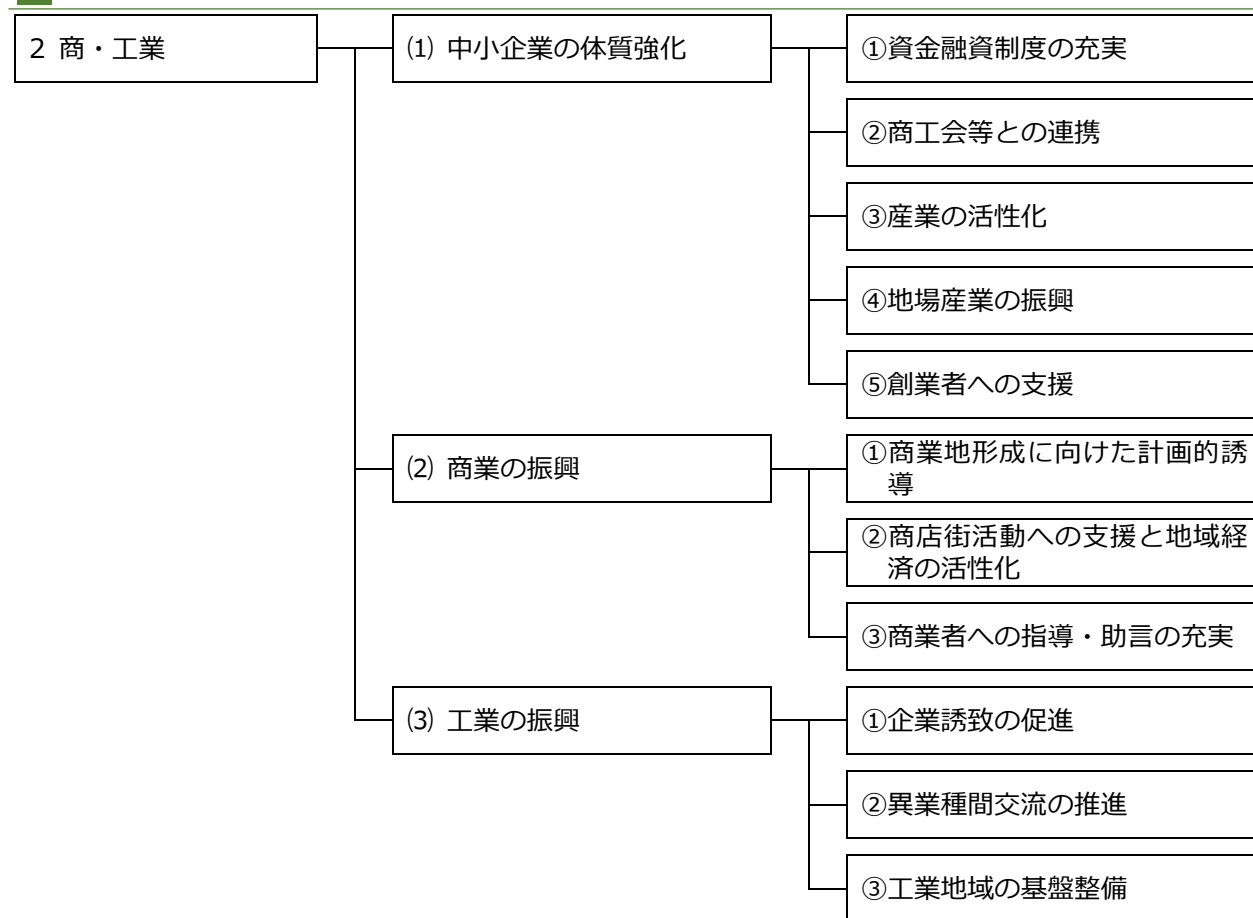 2 商・工業
⑴ 中小企業の体質強化
①資金融資制度の充実
②商工会等との連携
③産業の活性化
④地場産業の振興
⑤創業者への支援
⑵ 商業の振興
①商業地形成に向けた計画的誘
導
②商店街活動への支援と地域経
済の活性化
③商業者への指導・助言の充実
⑶ 工業の振興
①企業誘致の促進
②異業種間交流の推進
③工業地域の基盤整備